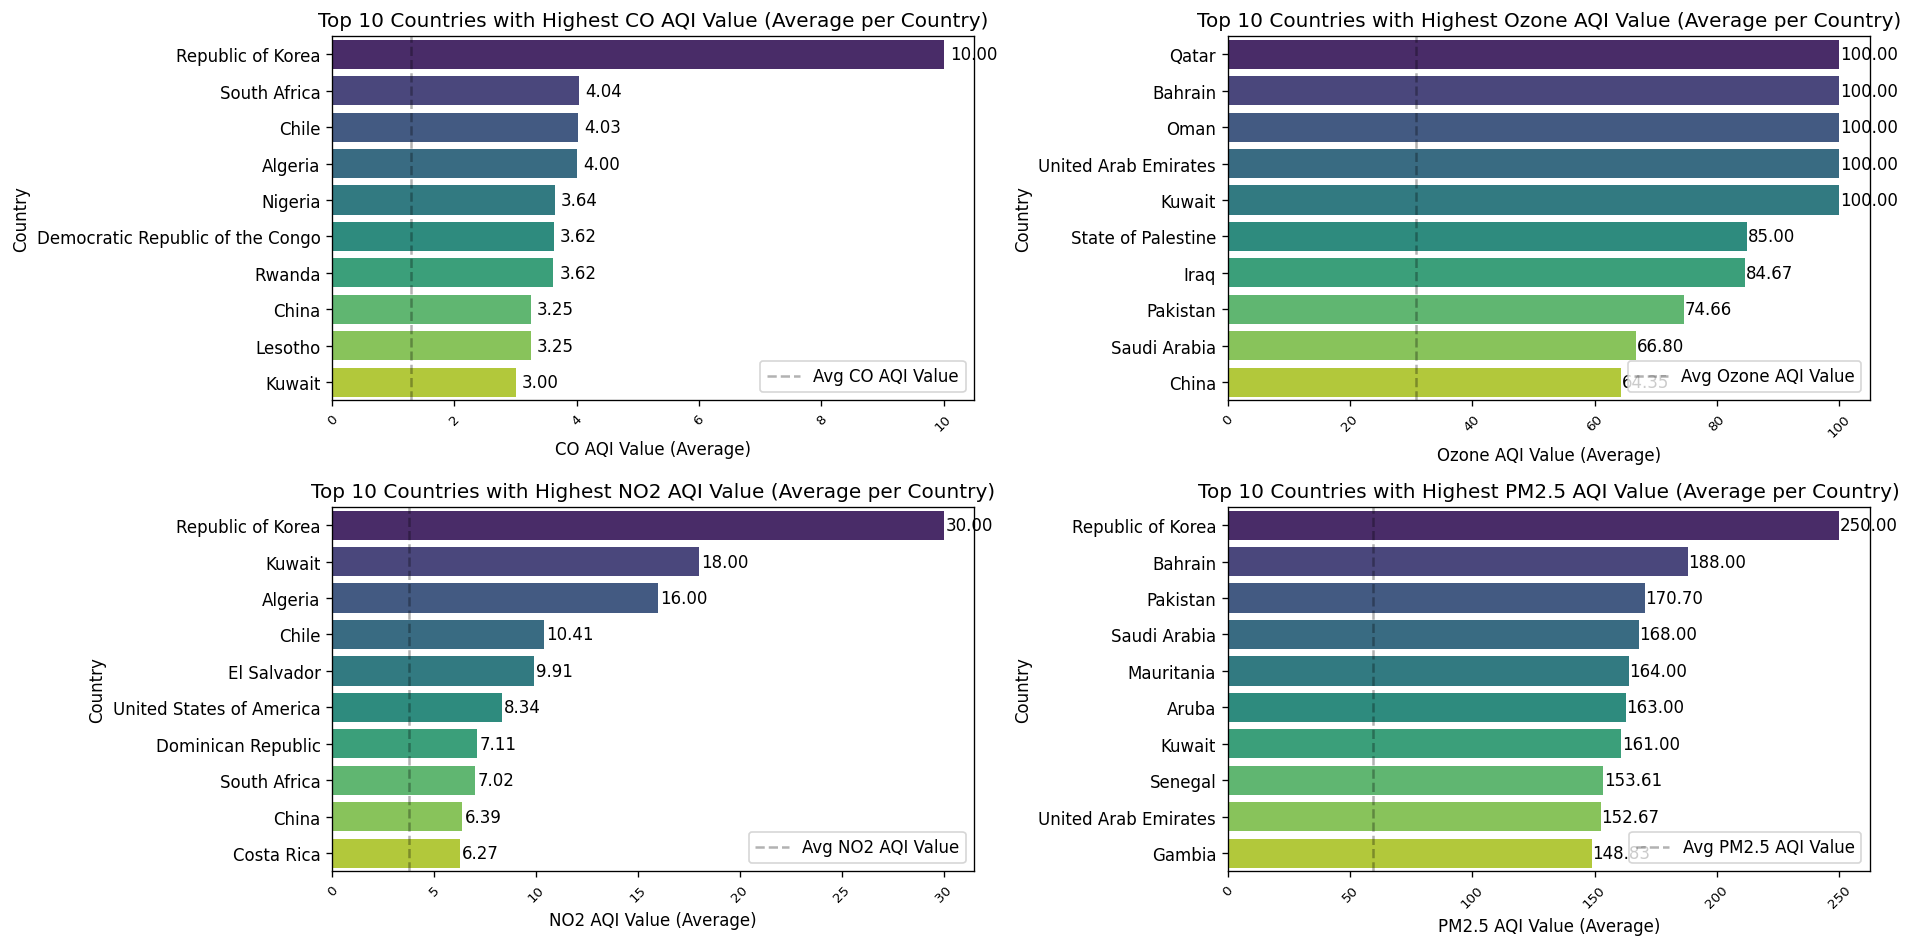 Top 10 Countries with Highest CO AQI Value (Average per Country)
Country
Republic of Korea 10.00
South Africa 4.04
Chile 4.03
Algeria 4.00
Nigeria 3.64
Democratic Republic of the Congo 3.62
Rwanda 3.62
China 3.25
Lesotho 3.25
Kuwait 3.00
Avg CO AQI Value
0 2 4 6 8 10
CO AQI Value (Average)
Top 10 Countries with Highest Ozone AQI Value (Average per Country)
Country
Qatar 100.00
Bahrain 100.00
Oman 100.00
United Arab Emirates 100.00
Kuwait 100.00
State of Palestine 85.00
Iraq 84.67
Pakistan 74.66
Saudi Arabia 66.80
China 64.35
Avg Ozone AQI Value
0 20 40 60 80 100
Ozone AQI Value (Average)
Top 10 Countries with Highest NO2 AQI Value (Average per Country)
Country
Republic of Korea 30.00
Kuwait 18.00
Algeria 16.00
Chile 10.41
El Salvador 9.91
United States of America 8.34
Dominican Republic 7.11
South Africa 7.02
China 6.39
Costa Rica 6.27
Avg NO2 AQI Value
0 5 10 15 20 25 30
NO2 AQI Value (Average)
Top 10 Countries with Highest PM2.5 AQI Value (Average per Country)
Country
Republic of Korea 250.00
Bahrain 188.00
Pakistan 170.70
Saudi Arabia 168.00
Mauritania 164.00
Aruba 163.00
Kuwait 161.00
Senegal 153.61
United Arab Emirates 152.67
Gambia 148.83
Avg PM2.5 AQI Value
0 50 100 150 200 250
PM2.5 AQI Value (Average)